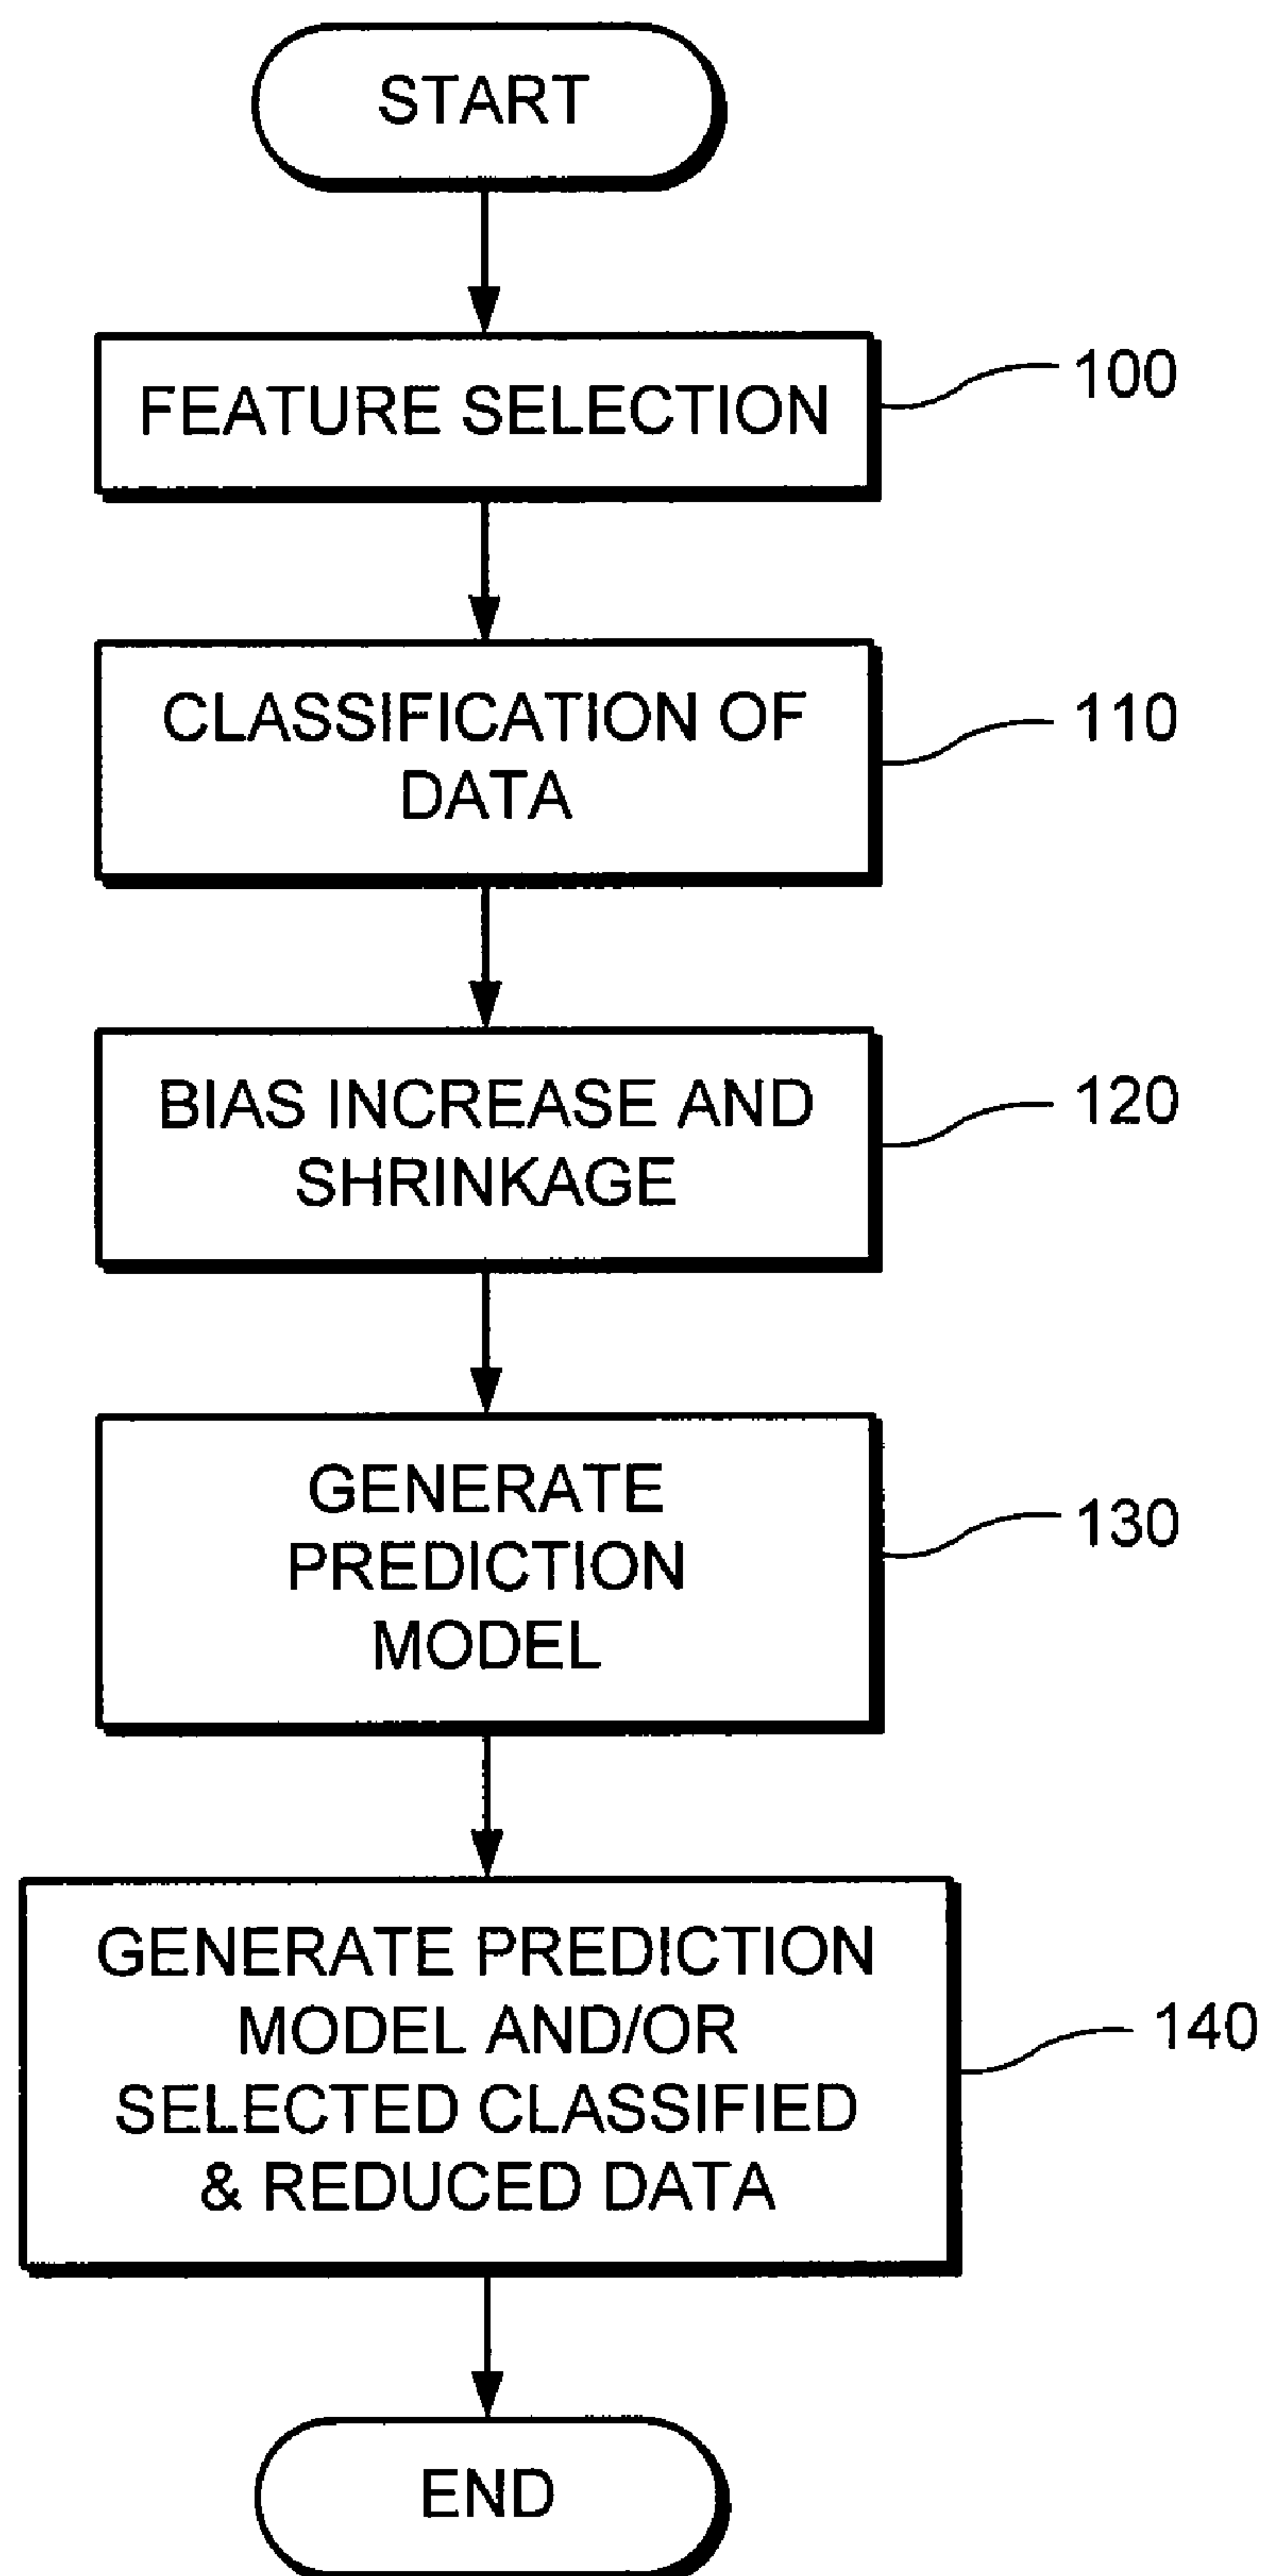 START
FEATURE SELECTION
100
CLASSIFICATION OF
DATA
110
BIAS INCREASE AND
SHRINKAGE
120
GENERATE
PREDICTION
MODEL
130
GENERATE PREDICTION
MODEL AND/OR
SELECTED CLASSIFIED
& REDUCED DATA
140
END